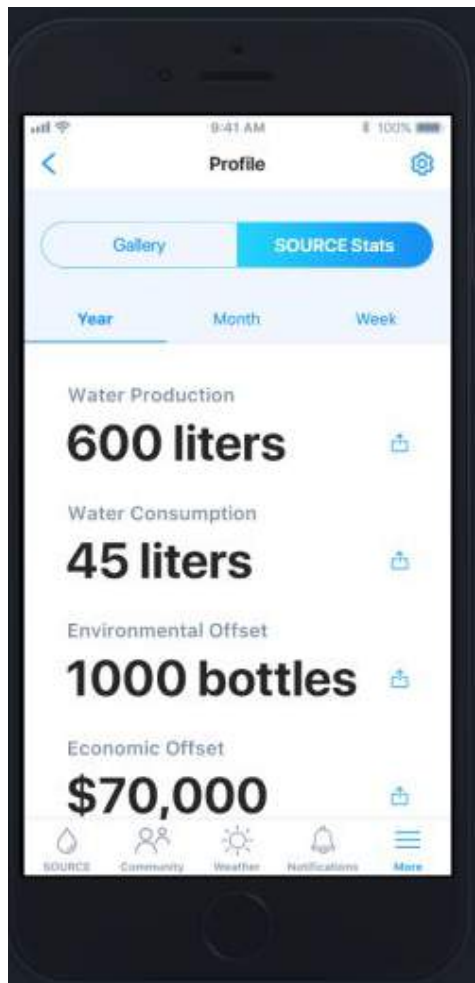 9:41 AM
100%
Profile
Gallery
SOURCE Stats
Year
Month
Week
Water Production
600 liters
Water Consumption
45 liters
Environmental Offset
1000 bottles
Economic Offset
$70,000
SOURCE
Community
Weather
Notifications
More